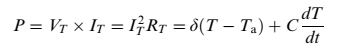 P = V_T × I_T = I_T^2 R_T = δ(T − T_a) + C dT/dt